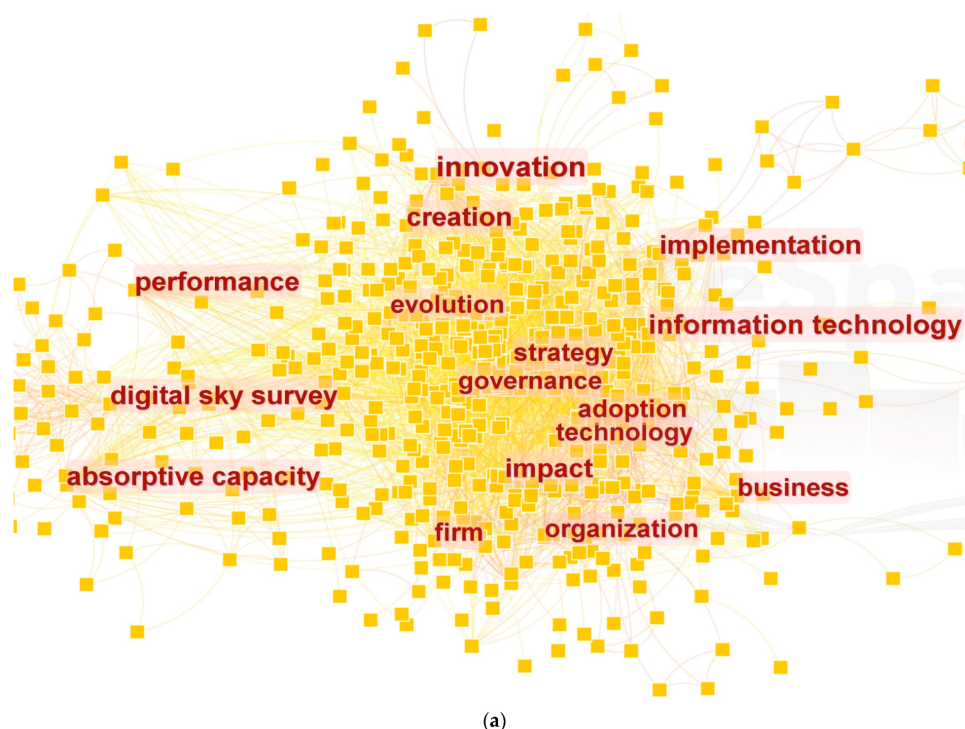 innovation
creation
implementation
performance
evolution
information technology
strategy
governance
digital sky survey
adoption
technology
impact
absorptive capacity
business
firm
organization
(a)